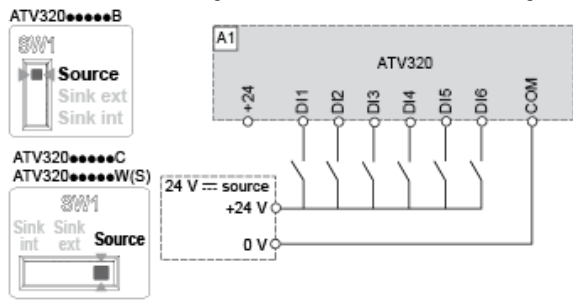 ATV320●●●●●B
SW1
Source
Sink ext
Sink int
ATV320●●●●●C
ATV320●●●●●W(S)
SW1
Sink int
Sink ext
Source
A1
ATV320
+24
DI1
DI2
DI3
DI4
DI5
DI6
COM
24 V ⎓ source
+24 V
0 V